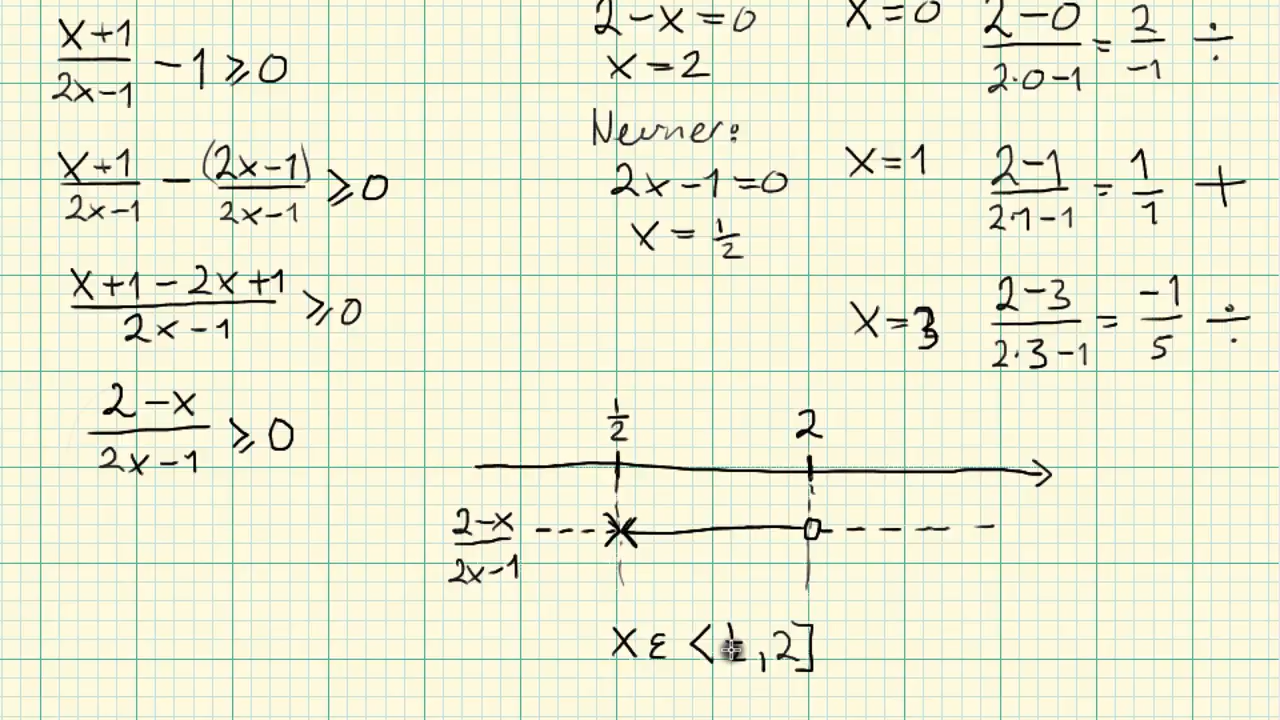 x+1/2x-1 - 1 ⩾ 0
x+1/2x-1 - (2x-1)/2x-1 ⩾ 0
x+1-2x+1/2x-1 ⩾ 0
2-x/2x-1 ⩾ 0
2-x=0
x=2
Nevner:
2x-1=0
x=1/2
x=0 2-0/2·0-1 = 2/-1 ÷
x=1 2-1/2·1-1 = 1/1 +
x=3 2-3/2·3-1 = -1/5 ÷
1/2 2
2-x/2x-1
x ε <1/2, 2]